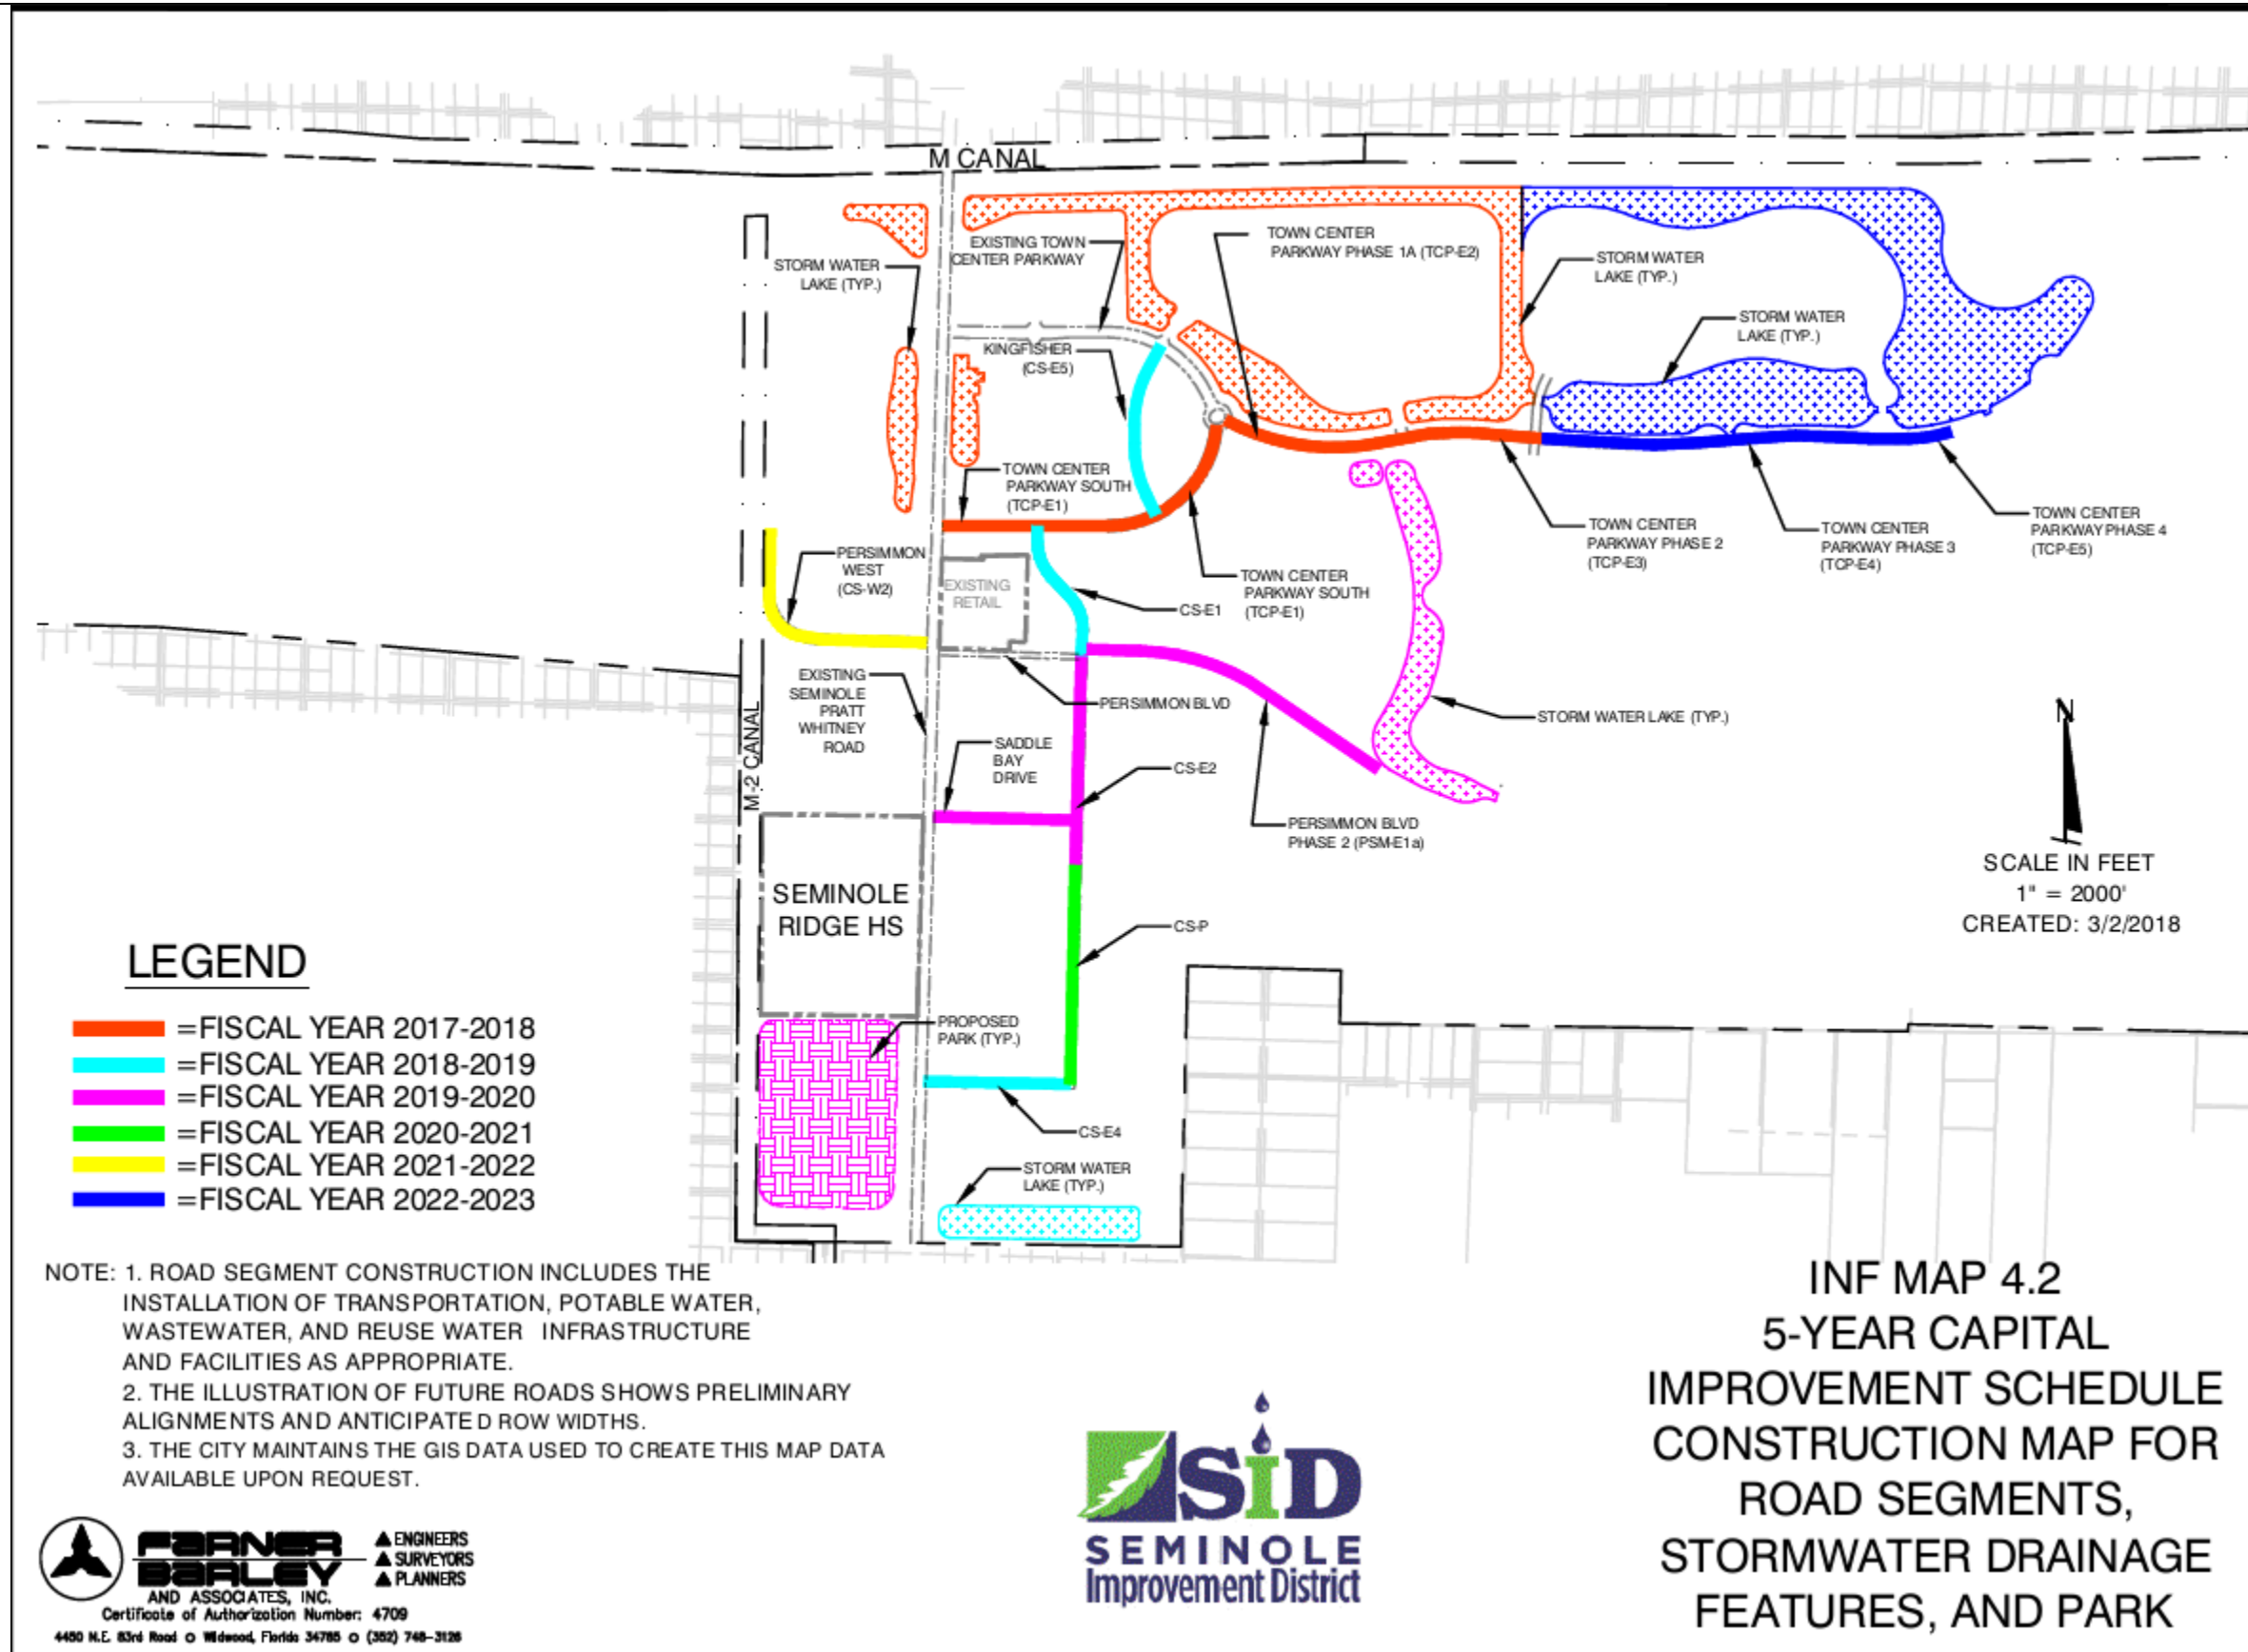 M CANAL
EXISTING TOWN
CENTER PARKWAY
TOWN CENTER
PARKWAY PHASE 1A (TCP-E2)
STORM WATER
LAKE (TYP.)
STORM WATER
LAKE (TYP.)
STORM WATER
LAKE (TYP.)
KINGFISHER
(CS-E5)
TOWN CENTER
PARKWAY SOUTH
(TCP-E1)
TOWN CENTER
PARKWAY PHASE 2
(TCP-E3)
TOWN CENTER
PARKWAY PHASE 3
(TCP-E4)
TOWN CENTER
PARKWAY PHASE 4
(TCP-E5)
PERSIMMON
WEST
(CS-W2)
EXISTING
RETAIL
TOWN CENTER
PARKWAY SOUTH
(TCP-E1)
CS-E1
EXISTING
SEMINOLE
PRATT
WHITNEY
ROAD
PERSIMMON BLVD
STORM WATER LAKE (TYP.)
M-2 CANAL
SADDLE
BAY
DRIVE
CS-E2
PERSIMMON BLVD
PHASE 2 (PSM-E1a)
N
SCALE IN FEET
1" = 2000'
CREATED: 3/2/2018
SEMINOLE
RIDGE HS
CS-P
PROPOSED
PARK (TYP.)
CS-E4
STORM WATER
LAKE (TYP.)
LEGEND
=FISCAL YEAR 2017-2018
=FISCAL YEAR 2018-2019
=FISCAL YEAR 2019-2020
=FISCAL YEAR 2020-2021
=FISCAL YEAR 2021-2022
=FISCAL YEAR 2022-2023
NOTE: 1. ROAD SEGMENT CONSTRUCTION INCLUDES THE
INSTALLATION OF TRANSPORTATION, POTABLE WATER,
WASTEWATER, AND REUSE WATER INFRASTRUCTURE
AND FACILITIES AS APPROPRIATE.
2. THE ILLUSTRATION OF FUTURE ROADS SHOWS PRELIMINARY
ALIGNMENTS AND ANTICIPATED ROW WIDTHS.
3. THE CITY MAINTAINS THE GIS DATA USED TO CREATE THIS MAP DATA
AVAILABLE UPON REQUEST.
FARNER
BARLEY
AND ASSOCIATES, INC.
ENGINEERS
SURVEYORS
PLANNERS
Certificate of Authorization Number: 4709
4450 N.E. 83rd Road o Wildwood, Florida 34785 o (352) 748-3126
SiD
SEMINOLE
Improvement District
INF MAP 4.2
5-YEAR CAPITAL
IMPROVEMENT SCHEDULE
CONSTRUCTION MAP FOR
ROAD SEGMENTS,
STORMWATER DRAINAGE
FEATURES, AND PARK